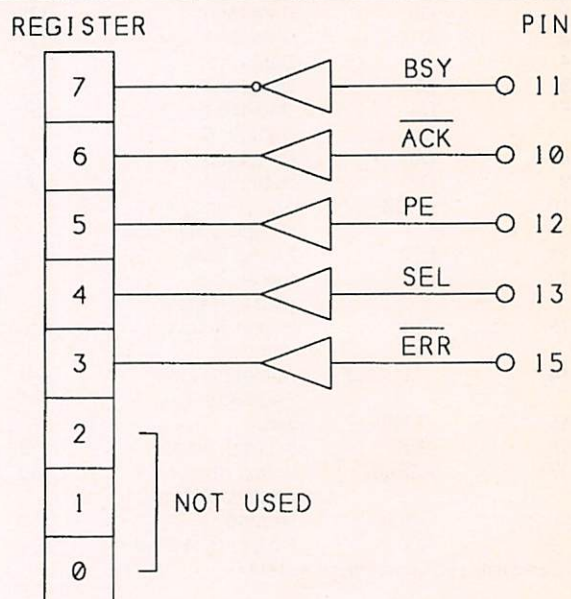 REGISTER PIN
7 BSY 11
6 ACK 10
5 PE 12
4 SEL 13
3 ERR 15
2
1 NOT USED
0